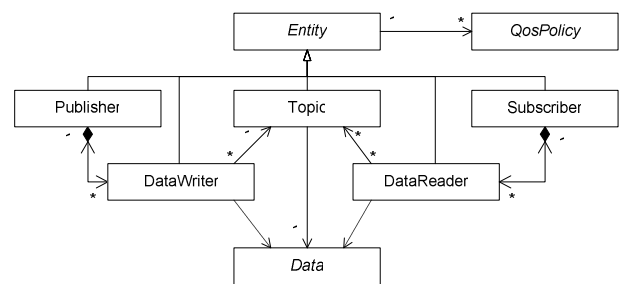 Entity
*
QosPolicy
Publisher
Topic
Subscriber
*
*
*
*
DataWriter
*
DataReader
*
Data